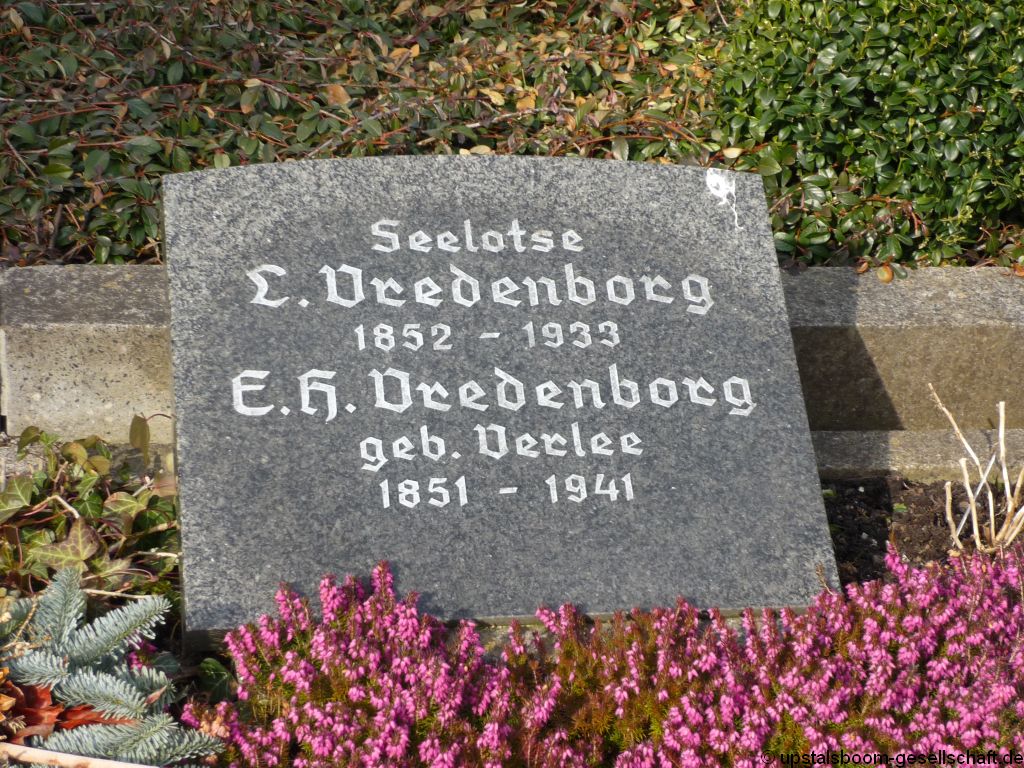 Seelotse
L. Vredenborg
1852 - 1933
E. H. Vredenborg
geb. Verlee
1851 - 1941
© upstalsboom-gesellschaft.de